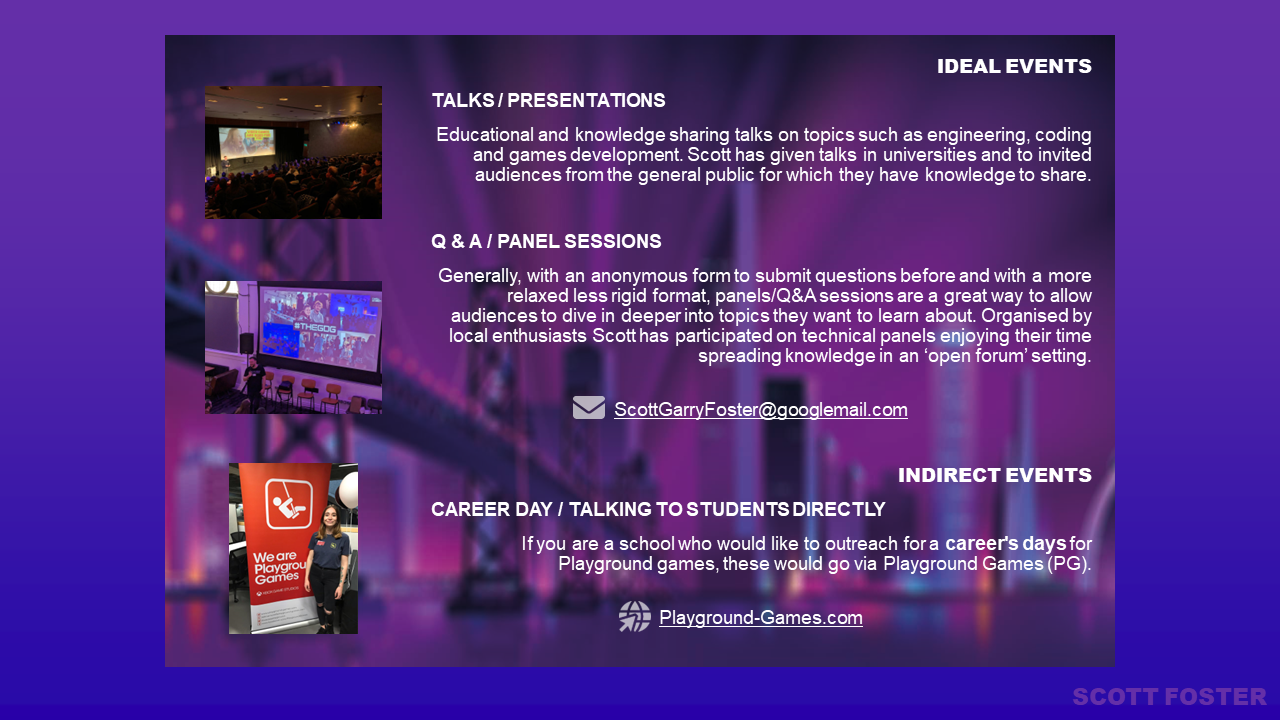 IDEAL EVENTS
TALKS / PRESENTATIONS
Educational and knowledge sharing talks on topics such as engineering, coding
and games development. Scott has given talks in universities and to invited
audiences from the general public for which they have knowledge to share.
Q & A / PANEL SESSIONS
Generally, with an anonymous form to submit questions before and with a more
relaxed less rigid format, panels/Q&A sessions are a great way to allow
audiences to dive in deeper into topics they want to learn about. Organised by
local enthusiasts Scott has participated on technical panels enjoying their time
spreading knowledge in an ‘open forum’ setting.
#THEGDG
ScottGarryFoster@googlemail.com
INDIRECT EVENTS
CAREER DAY / TALKING TO STUDENTS DIRECTLY
If you are a school who would like to outreach for a career's days for
Playground games, these would go via Playground Games (PG).
We are
Playgrou
Games
Playground-Games.com
SCOTT FOSTER